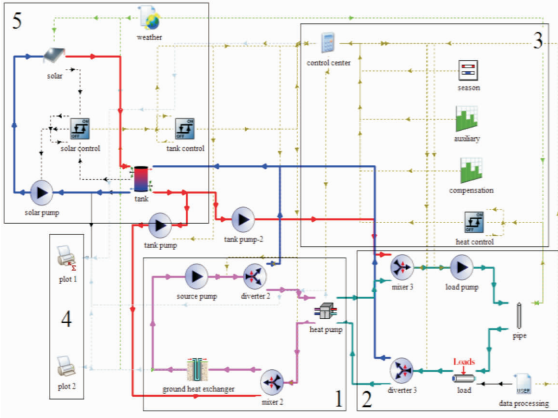 5
weather
3
solar
control center
season
solar control
tank control
auxiliary
compensation
solar pump
tank
tank pump
tank pump-2
heat control
plot 1
source pump
diverter 2
mixer 3
load pump
4
heat pump
pipe
plot 2
ground heat exchanger
mixer 2
1
2
diverter 3
Loads
load
data processing